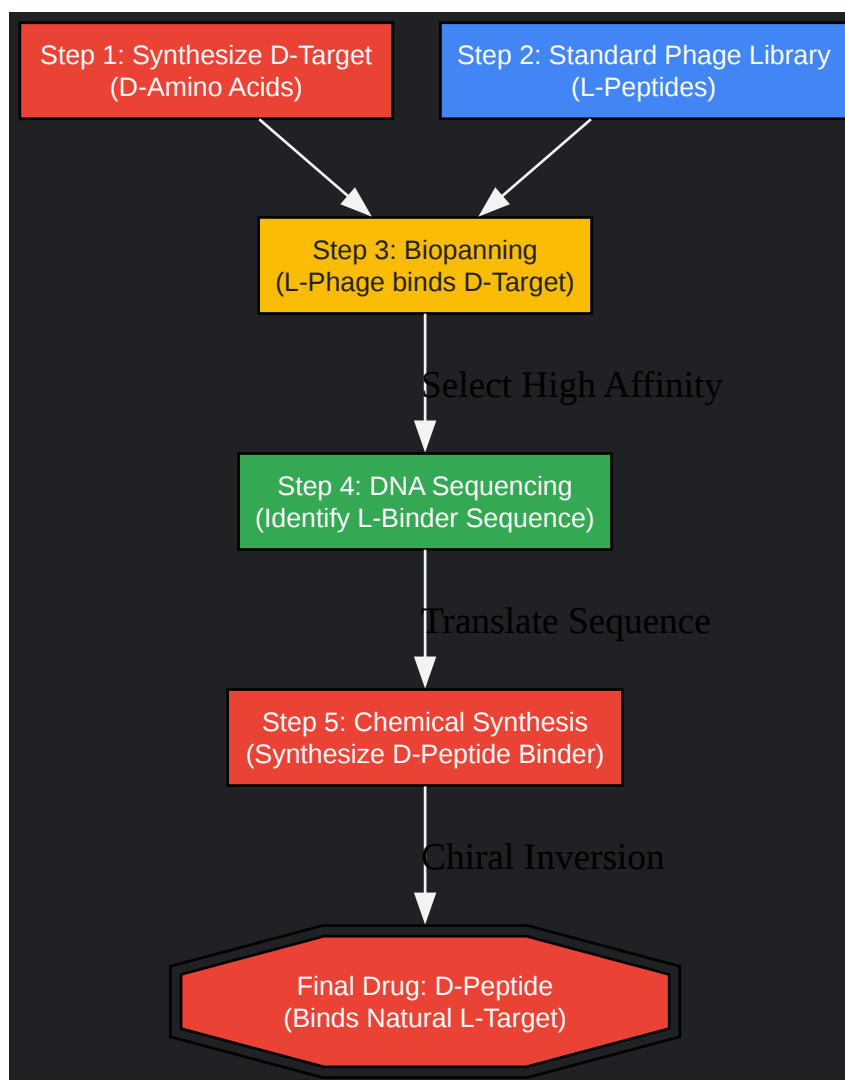 Step 1: Synthesize D-Target
(D-Amino Acids)
Step 2: Standard Phage Library
(L-Peptides)
Step 3: Biopanning
(L-Phage binds D-Target)
Select High Affinity
Step 4: DNA Sequencing
(Identify L-Binder Sequence)
Translate Sequence
Step 5: Chemical Synthesis
(Synthesize D-Peptide Binder)
Chiral Inversion
Final Drug: D-Peptide
(Binds Natural L-Target)